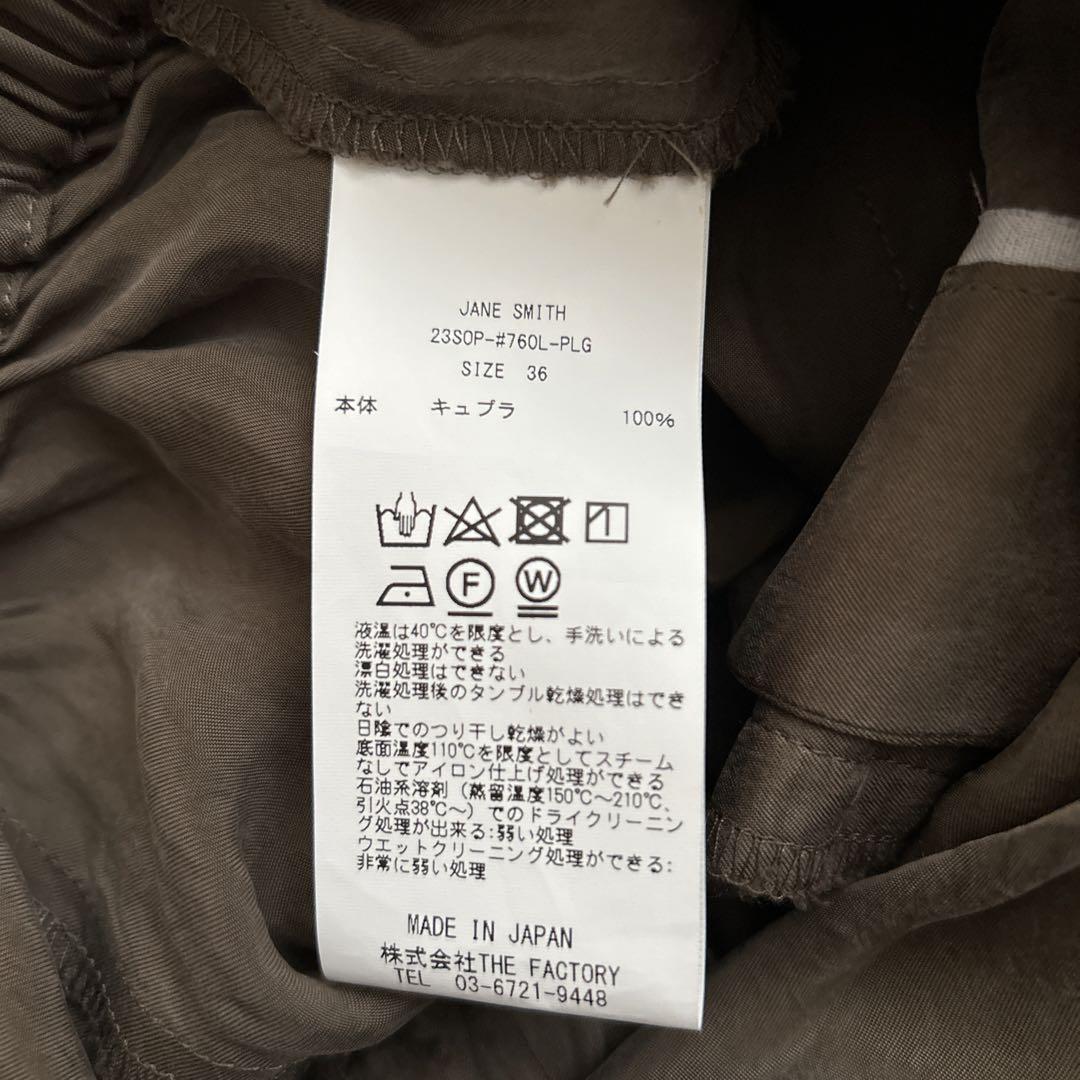 JANE SMITH
23SOP-#760L-PLG
SIZE 36
本体 キュプラ 100%
F W
液温は40℃を限度とし、手洗いによる
洗濯処理ができる
漂白処理はできない
洗濯処理後のタンブル乾燥処理はでき
ない
日陰でのつり干し乾燥がよい
底面温度110℃を限度としてスチーム
なしでアイロン仕上げ処理ができる
石油系溶剤(蒸留温度150℃〜210℃、
引火点38℃〜)でのドライクリーニン
グ処理が出来る:弱い処理
ウエットクリーニング処理ができる:
非常に弱い処理
MADE IN JAPAN
株式会社THE FACTORY
TEL 03-6721-9448